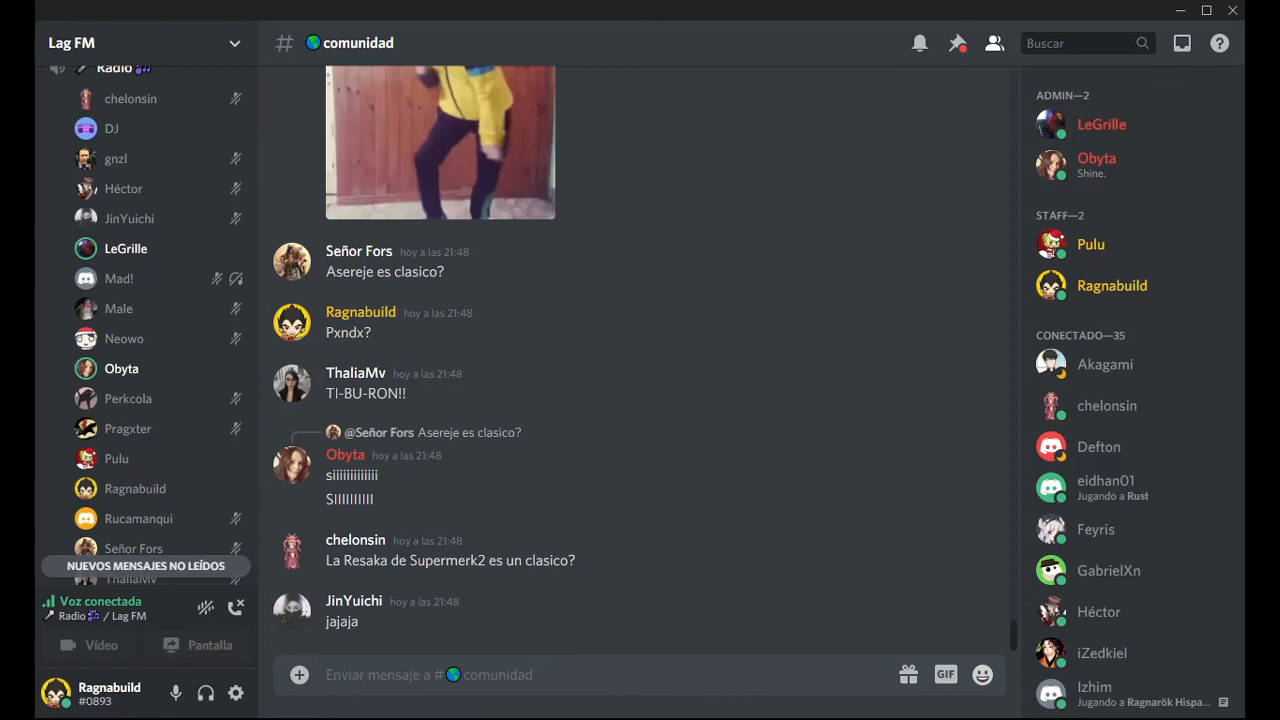 Lag FM
Radio
chelonsin
DJ
gnzl
Héctor
JinYuichi
LeGrille
Mad!
Male
Neowo
Obyta
Perkcola
Pragxter
Pulu
Ragnabuild
Rucamanqui
Señor Fors
NUEVOS MENSAJES NO LEÍDOS
ThaliaMv
Voz conectada
Radio / Lag FM
Vídeo
Pantalla
Ragnabuild
#0893
# comunidad
Buscar
Señor Fors hoy a las 21:48
Asereje es clasico?
Ragnabuild hoy a las 21:48
Pxndx?
ThaliaMv hoy a las 21:48
TI-BU-RON!!
@Señor Fors Asereje es clasico?
Obyta hoy a las 21:48
siiiiiiiiiiiii
SIIIIIIIIII
chelonsin hoy a las 21:48
La Resaka de Supermerk2 es un clasico?
JinYuichi hoy a las 21:48
jajaja
Enviar mensaje a # comunidad
GIF
ADMIN—2
LeGrille
Obyta
Shine.
STAFF—2
Pulu
Ragnabuild
CONECTADO—35
Akagami
chelonsin
Defton
eidhan01
Jugando a Rust
Feyris
GabrielXn
Héctor
iZedkiel
Izhim
Jugando a Ragnarök Hispa...